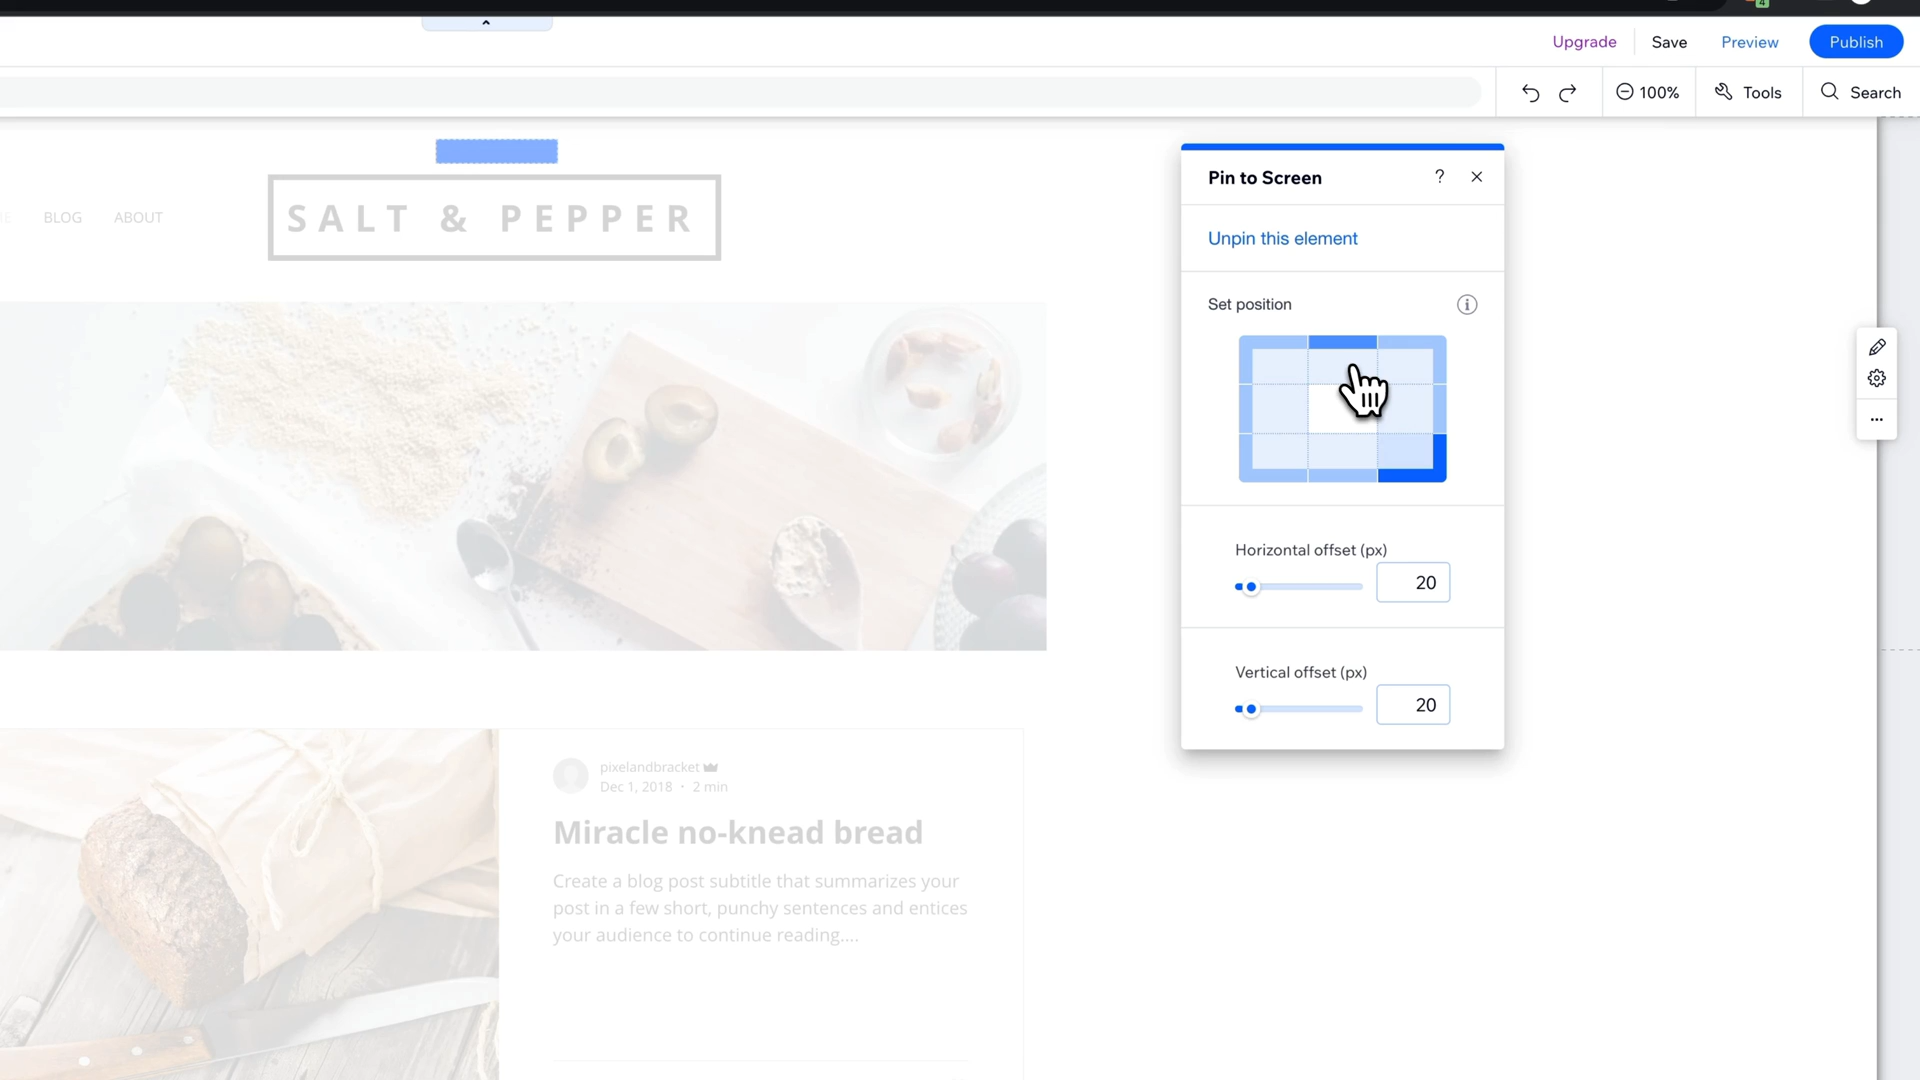 4
Upgrade
Save
Preview
Publish
100%
Tools
Search
BLOG
ABOUT
SALT & PEPPER
Pin to Screen
?
Unpin this element
Set position
Horizontal offset (px)
20
Vertical offset (px)
20
pixelandbracket
Dec 1, 2018 · 2 min
Miracle no-knead bread
Create a blog post subtitle that summarizes your
post in a few short, punchy sentences and entices
your audience to continue reading....